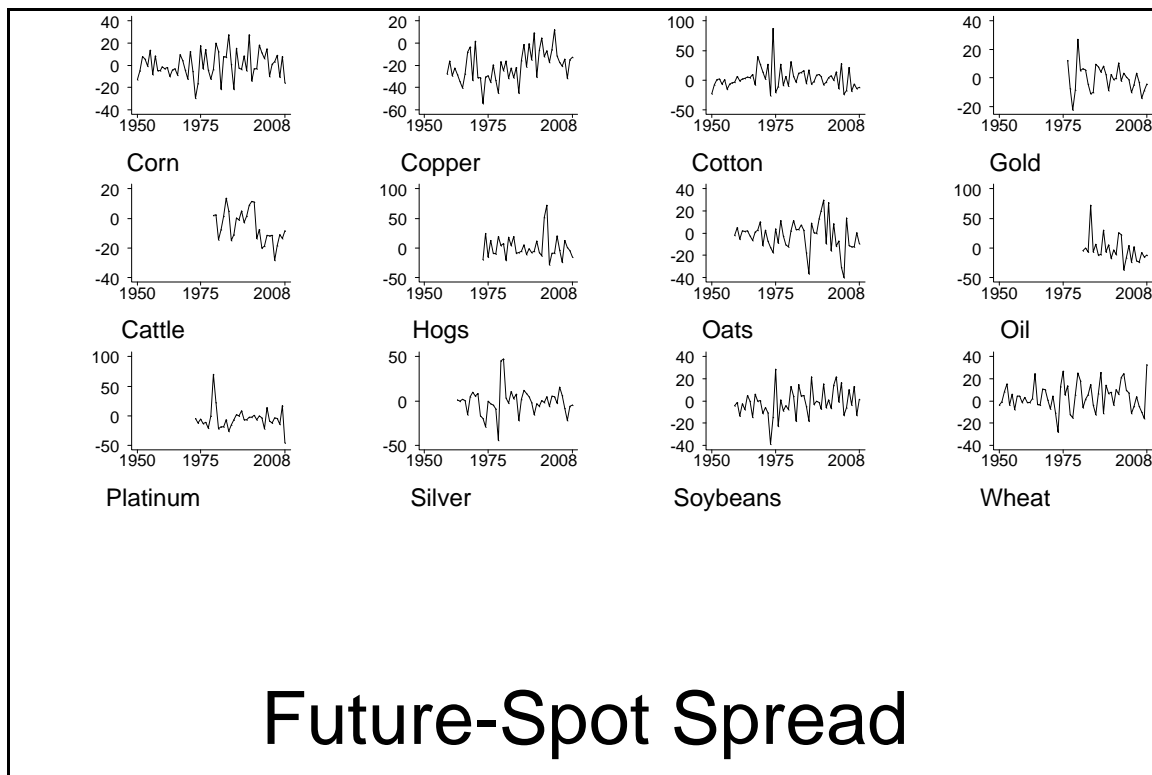 40 20 0 -20 -40 1950 1975 2008
20 0 -20 -40 -60 1950 1975 2008
100 50 0 -50 1950 1975 2008
40 20 0 -20 1950 1975 2008
Corn Copper Cotton Gold
20 0 -20 -40 1950 1975 2008
100 50 0 -50 1950 1975 2008
40 20 0 -20 -40 1950 1975 2008
100 50 0 -50 1950 1975 2008
Cattle Hogs Oats Oil
100 50 0 -50 1950 1975 2008
50 0 -50 1950 1975 2008
40 20 0 -20 -40 1950 1975 2008
40 20 0 -20 -40 1950 1975 2008
Platinum Silver Soybeans Wheat
Future-Spot Spread